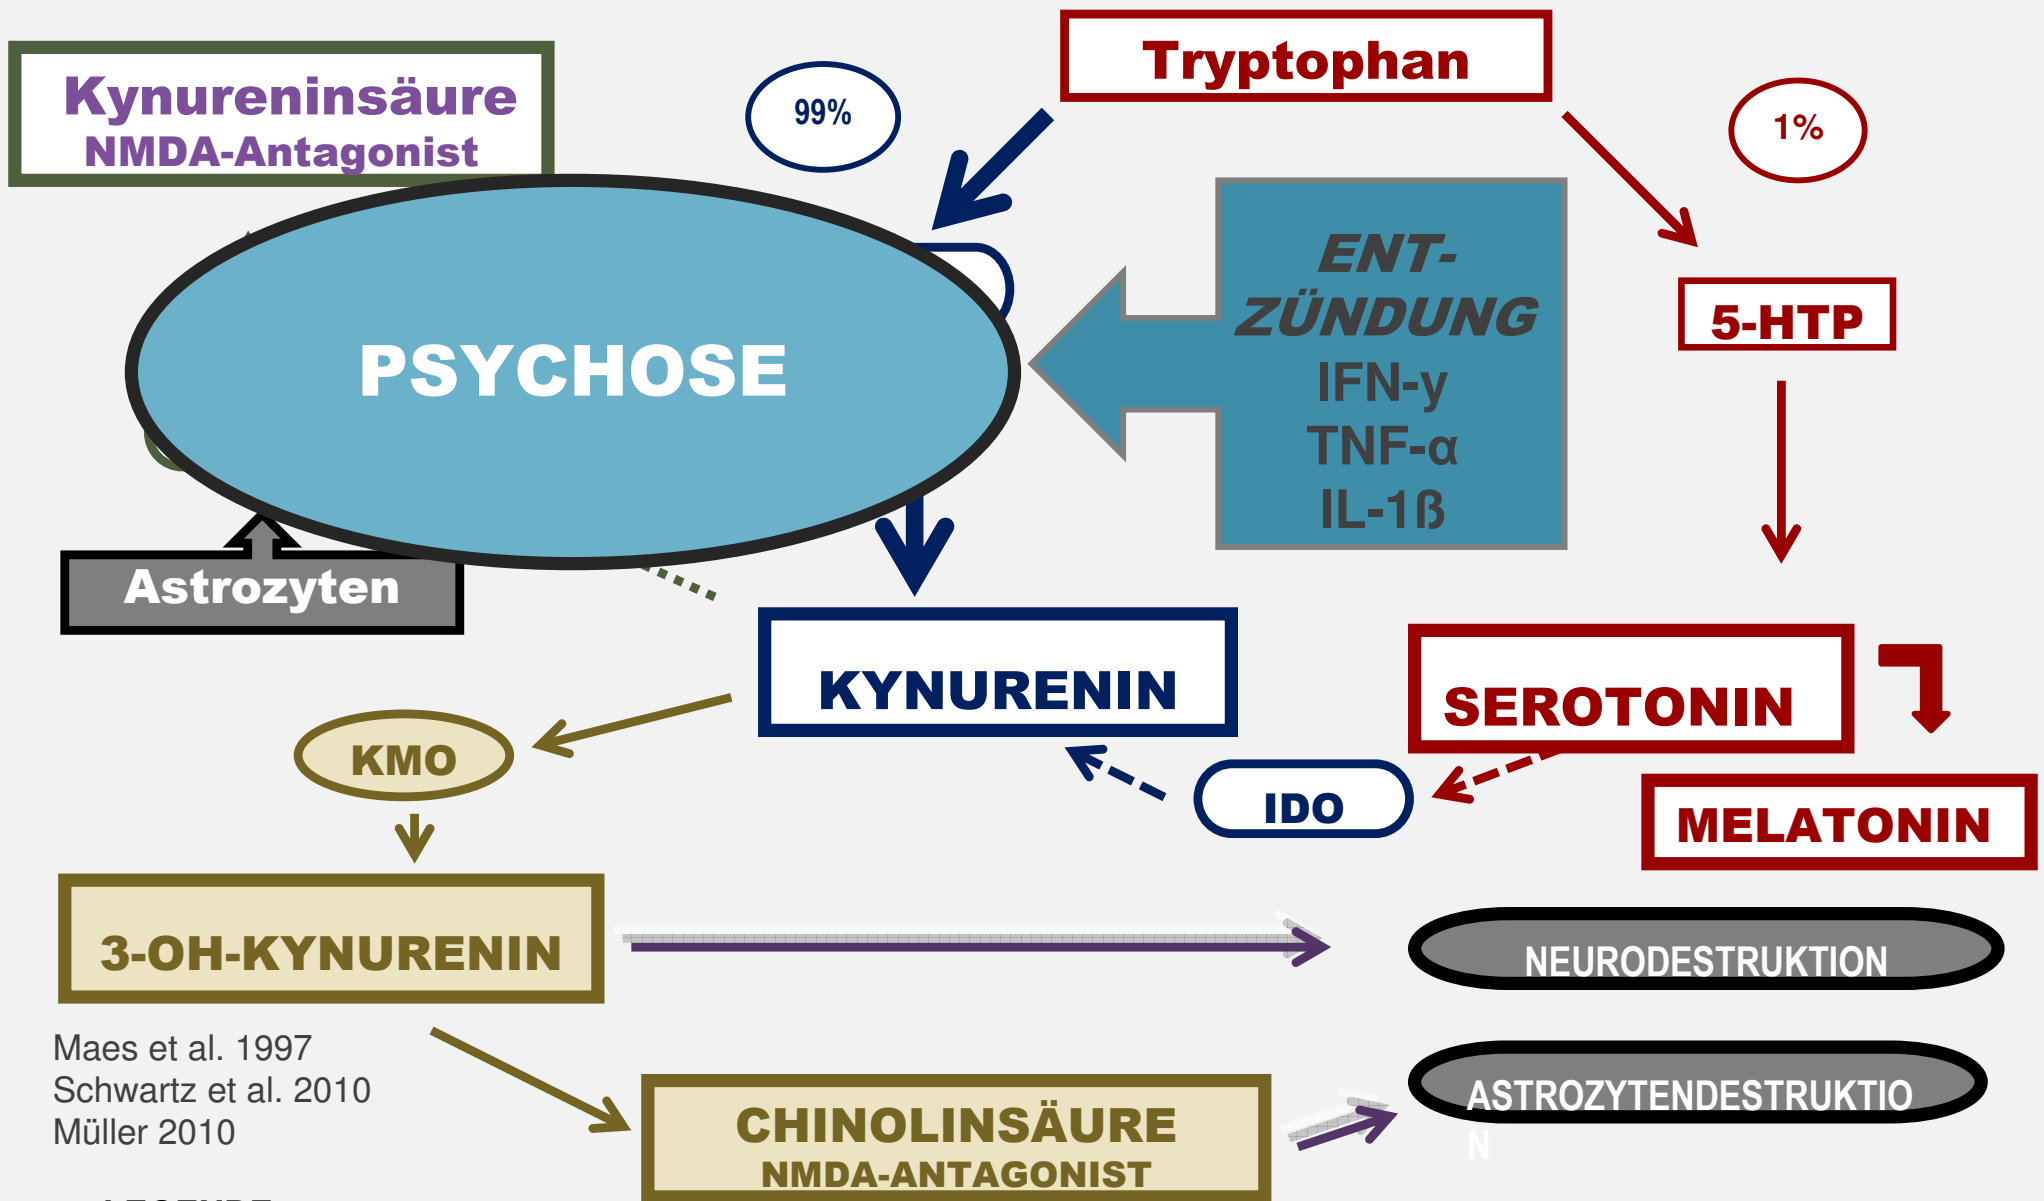 Kynureninsäure
NMDA-Antagonist
99%
Tryptophan
1%
PSYCHOSE
ENT-
ZÜNDUNG
IFN-y
TNF-α
IL-1ß
5-HTP
Astrozyten
KYNURENIN
SEROTONIN
KMO
IDO
MELATONIN
3-OH-KYNURENIN
NEURODESTRUKTION
Maes et al. 1997
Schwartz et al. 2010
Müller 2010
CHINOLINSÄURE
NMDA-ANTAGONIST
ASTROZYTENDESTRUKTIO
N
LEGENDE